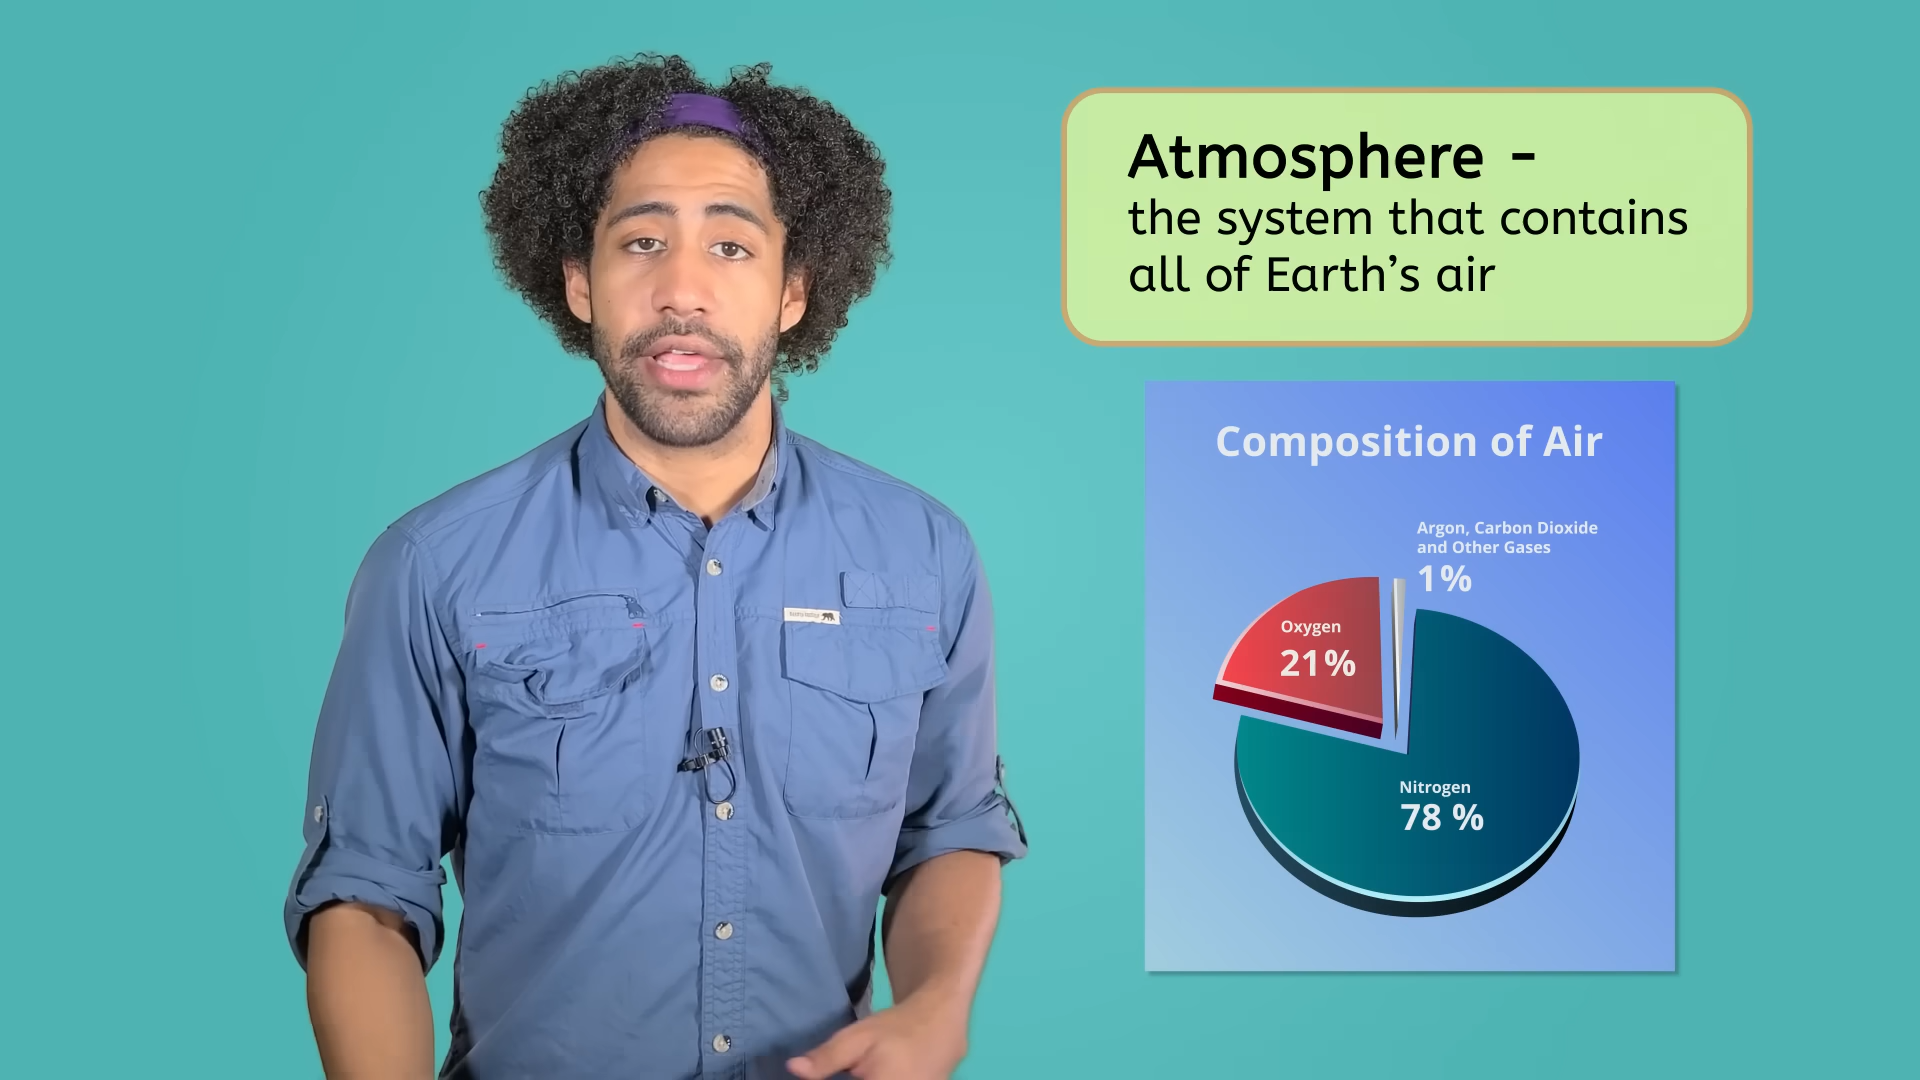 Atmosphere -
the system that contains
all of Earth's air
Composition of Air
Argon, Carbon Dioxide
and Other Gases
1%
Oxygen
21%
Nitrogen
78 %